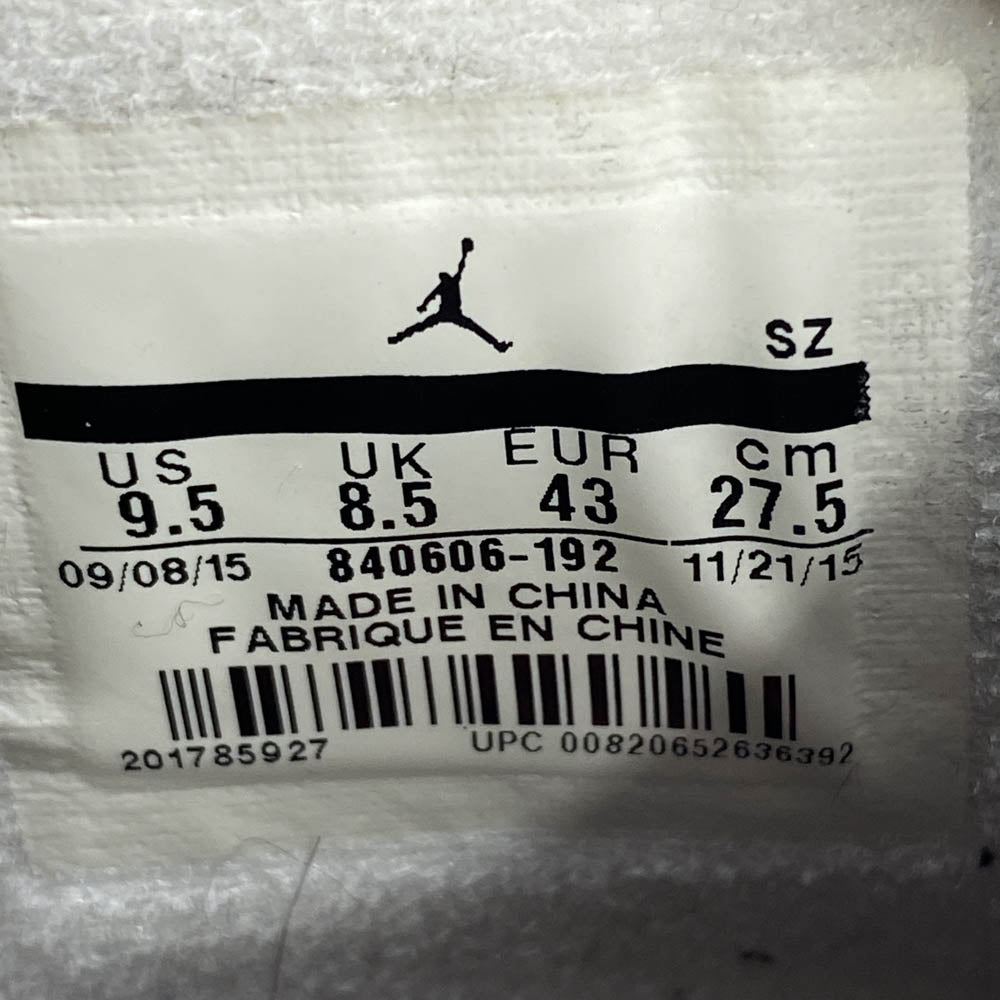 SZ
US UK EUR cm
9.5 8.5 43 27.5
09/08/15 840606-192 11/21/15
MADE IN CHINA
FABRIQUE EN CHINE
201785927 UPC 00820652636392